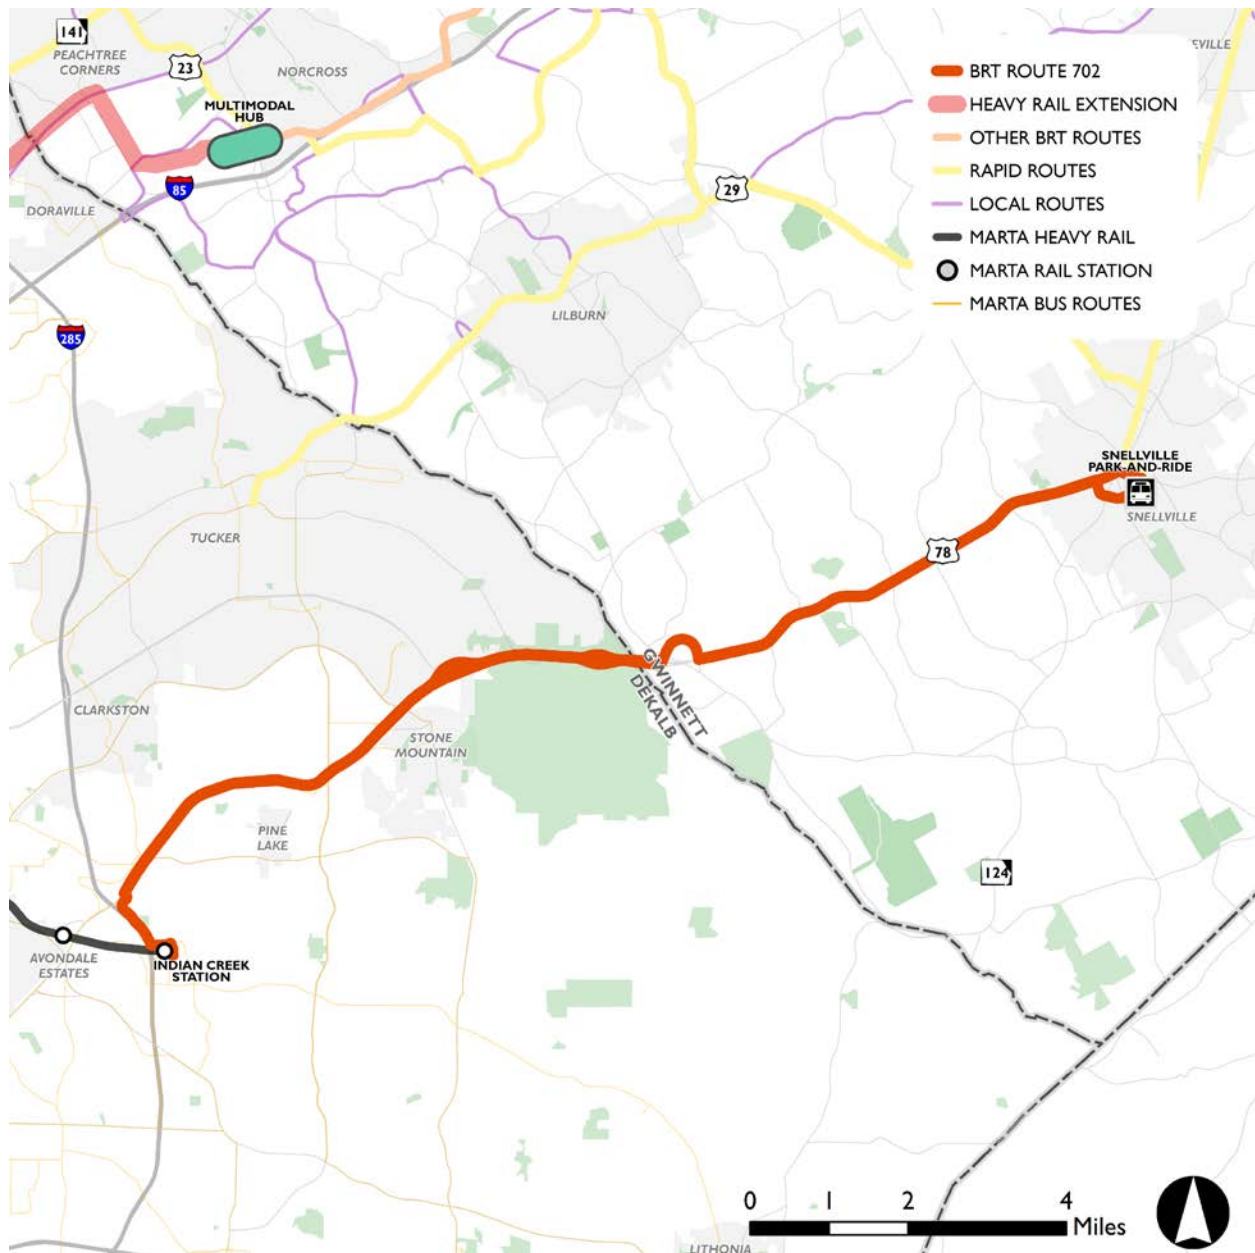 141
PEACHTREE
CORNERS
23
NORCROSS
MULTIMODAL
HUB
85
DORAVILLE
29
EVILLE
BRT ROUTE 702
HEAVY RAIL EXTENSION
OTHER BRT ROUTES
RAPID ROUTES
LOCAL ROUTES
MARTA HEAVY RAIL
MARTA RAIL STATION
MARTA BUS ROUTES
285
LILBURN
SNELLVILLE
PARK-AND-RIDE
SNELLVILLE
TUCKER
78
GWINNETT
DEKALB
CLARKSTON
STONE
MOUNTAIN
PINE
LAKE
124
AVONDALE
ESTATES
INDIAN CREEK
STATION
0 1 2 4
Miles
LITHONIA